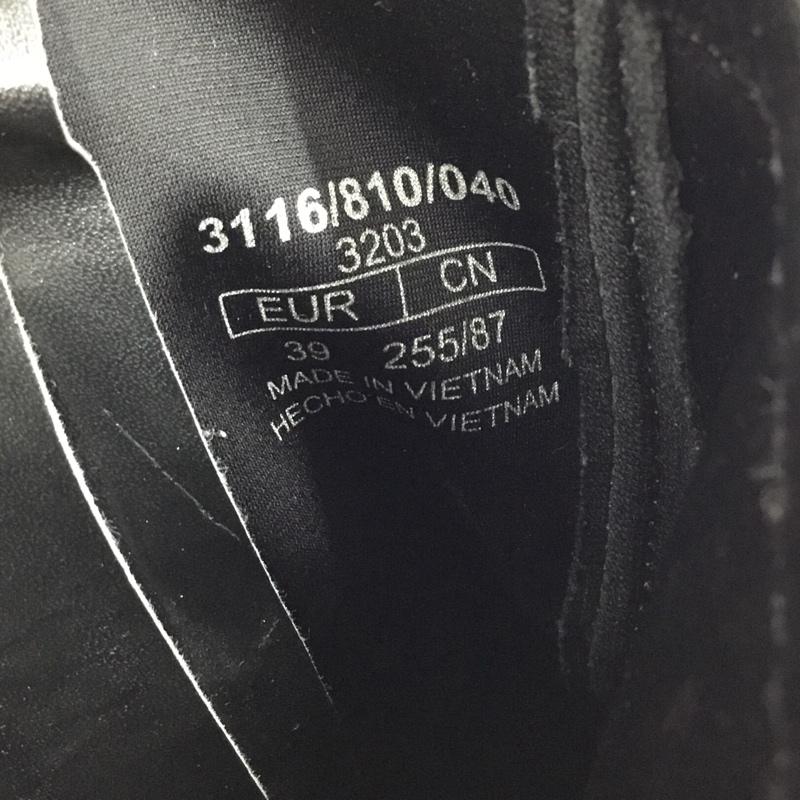 3116/810/040
3203
EUR CN
39 255/87
MADE IN VIETNAM
HECHO EN VIETNAM